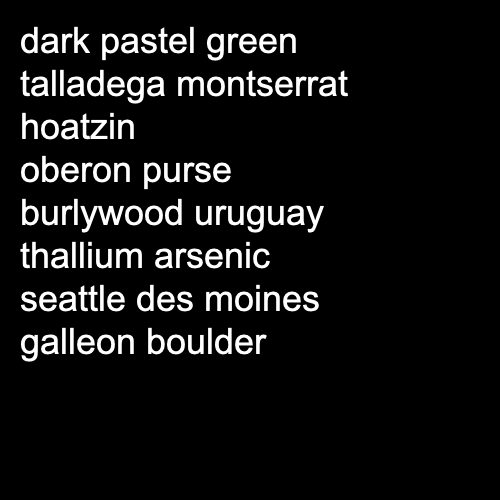 dark pastel green
talladega montserrat
hoatzin
oberon purse
burlywood uruguay
thallium arsenic
seattle des moines
galleon boulder